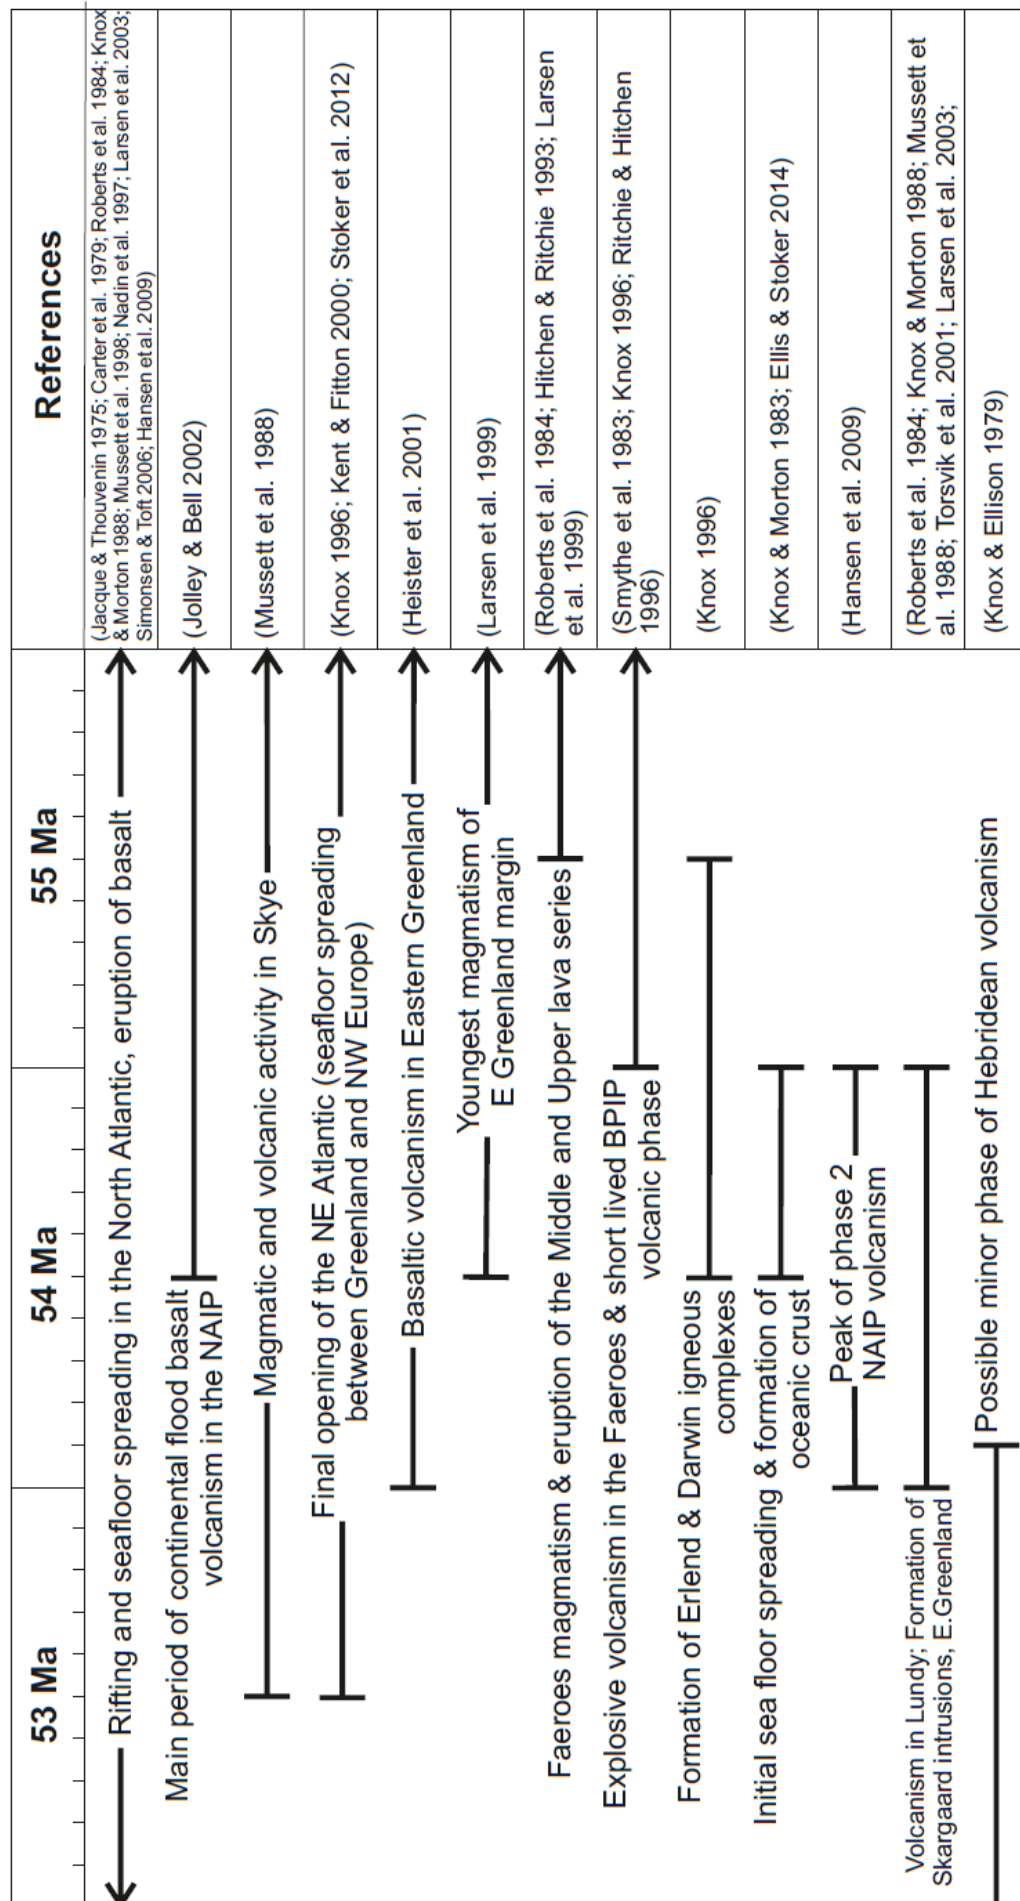 53 Ma
54 Ma
55 Ma
References
Rifting and seafloor spreading in the North Atlantic, eruption of basalt
(Jacque & Thouvenin 1975; Carter et al. 1979; Roberts et al. 1984; Knox
& Morton 1988; Mussett et al. 1998; Nadin et al. 1997; Larsen et al. 2003;
Simonsen & Toft 2006; Hansen et al. 2009)
Main period of continental flood basalt
volcanism in the NAIP
(Jolley & Bell 2002)
Magmatic and volcanic activity in Skye
(Mussett et al. 1988)
Final opening of the NE Atlantic (seafloor spreading
between Greenland and NW Europe)
(Knox 1996; Kent & Fitton 2000; Stoker et al. 2012)
Basaltic volcanism in Eastern Greenland
(Heister et al. 2001)
Youngest magmatism of
E Greenland margin
(Larsen et al. 1999)
Faeroes magmatism & eruption of the Middle and Upper lava series
(Roberts et al. 1984; Hitchen & Ritchie 1993; Larsen
et al. 1999)
Explosive volcanism in the Faeroes & short lived BPIP
volcanic phase
(Smythe et al. 1983; Knox 1996; Ritchie & Hitchen
1996)
Formation of Erlend & Darwin igneous
complexes
(Knox 1996)
Initial sea floor spreading & formation of
oceanic crust
(Knox & Morton 1983; Ellis & Stoker 2014)
Peak of phase 2
NAIP volcanism
(Hansen et al. 2009)
Volcanism in Lundy; Formation of
Skargaard intrusions, E.Greenland
(Roberts et al. 1984; Knox & Morton 1988; Mussett et
al. 1988; Torsvik et al. 2001; Larsen et al. 2003;
Possible minor phase of Hebridean volcanism
(Knox & Ellison 1979)